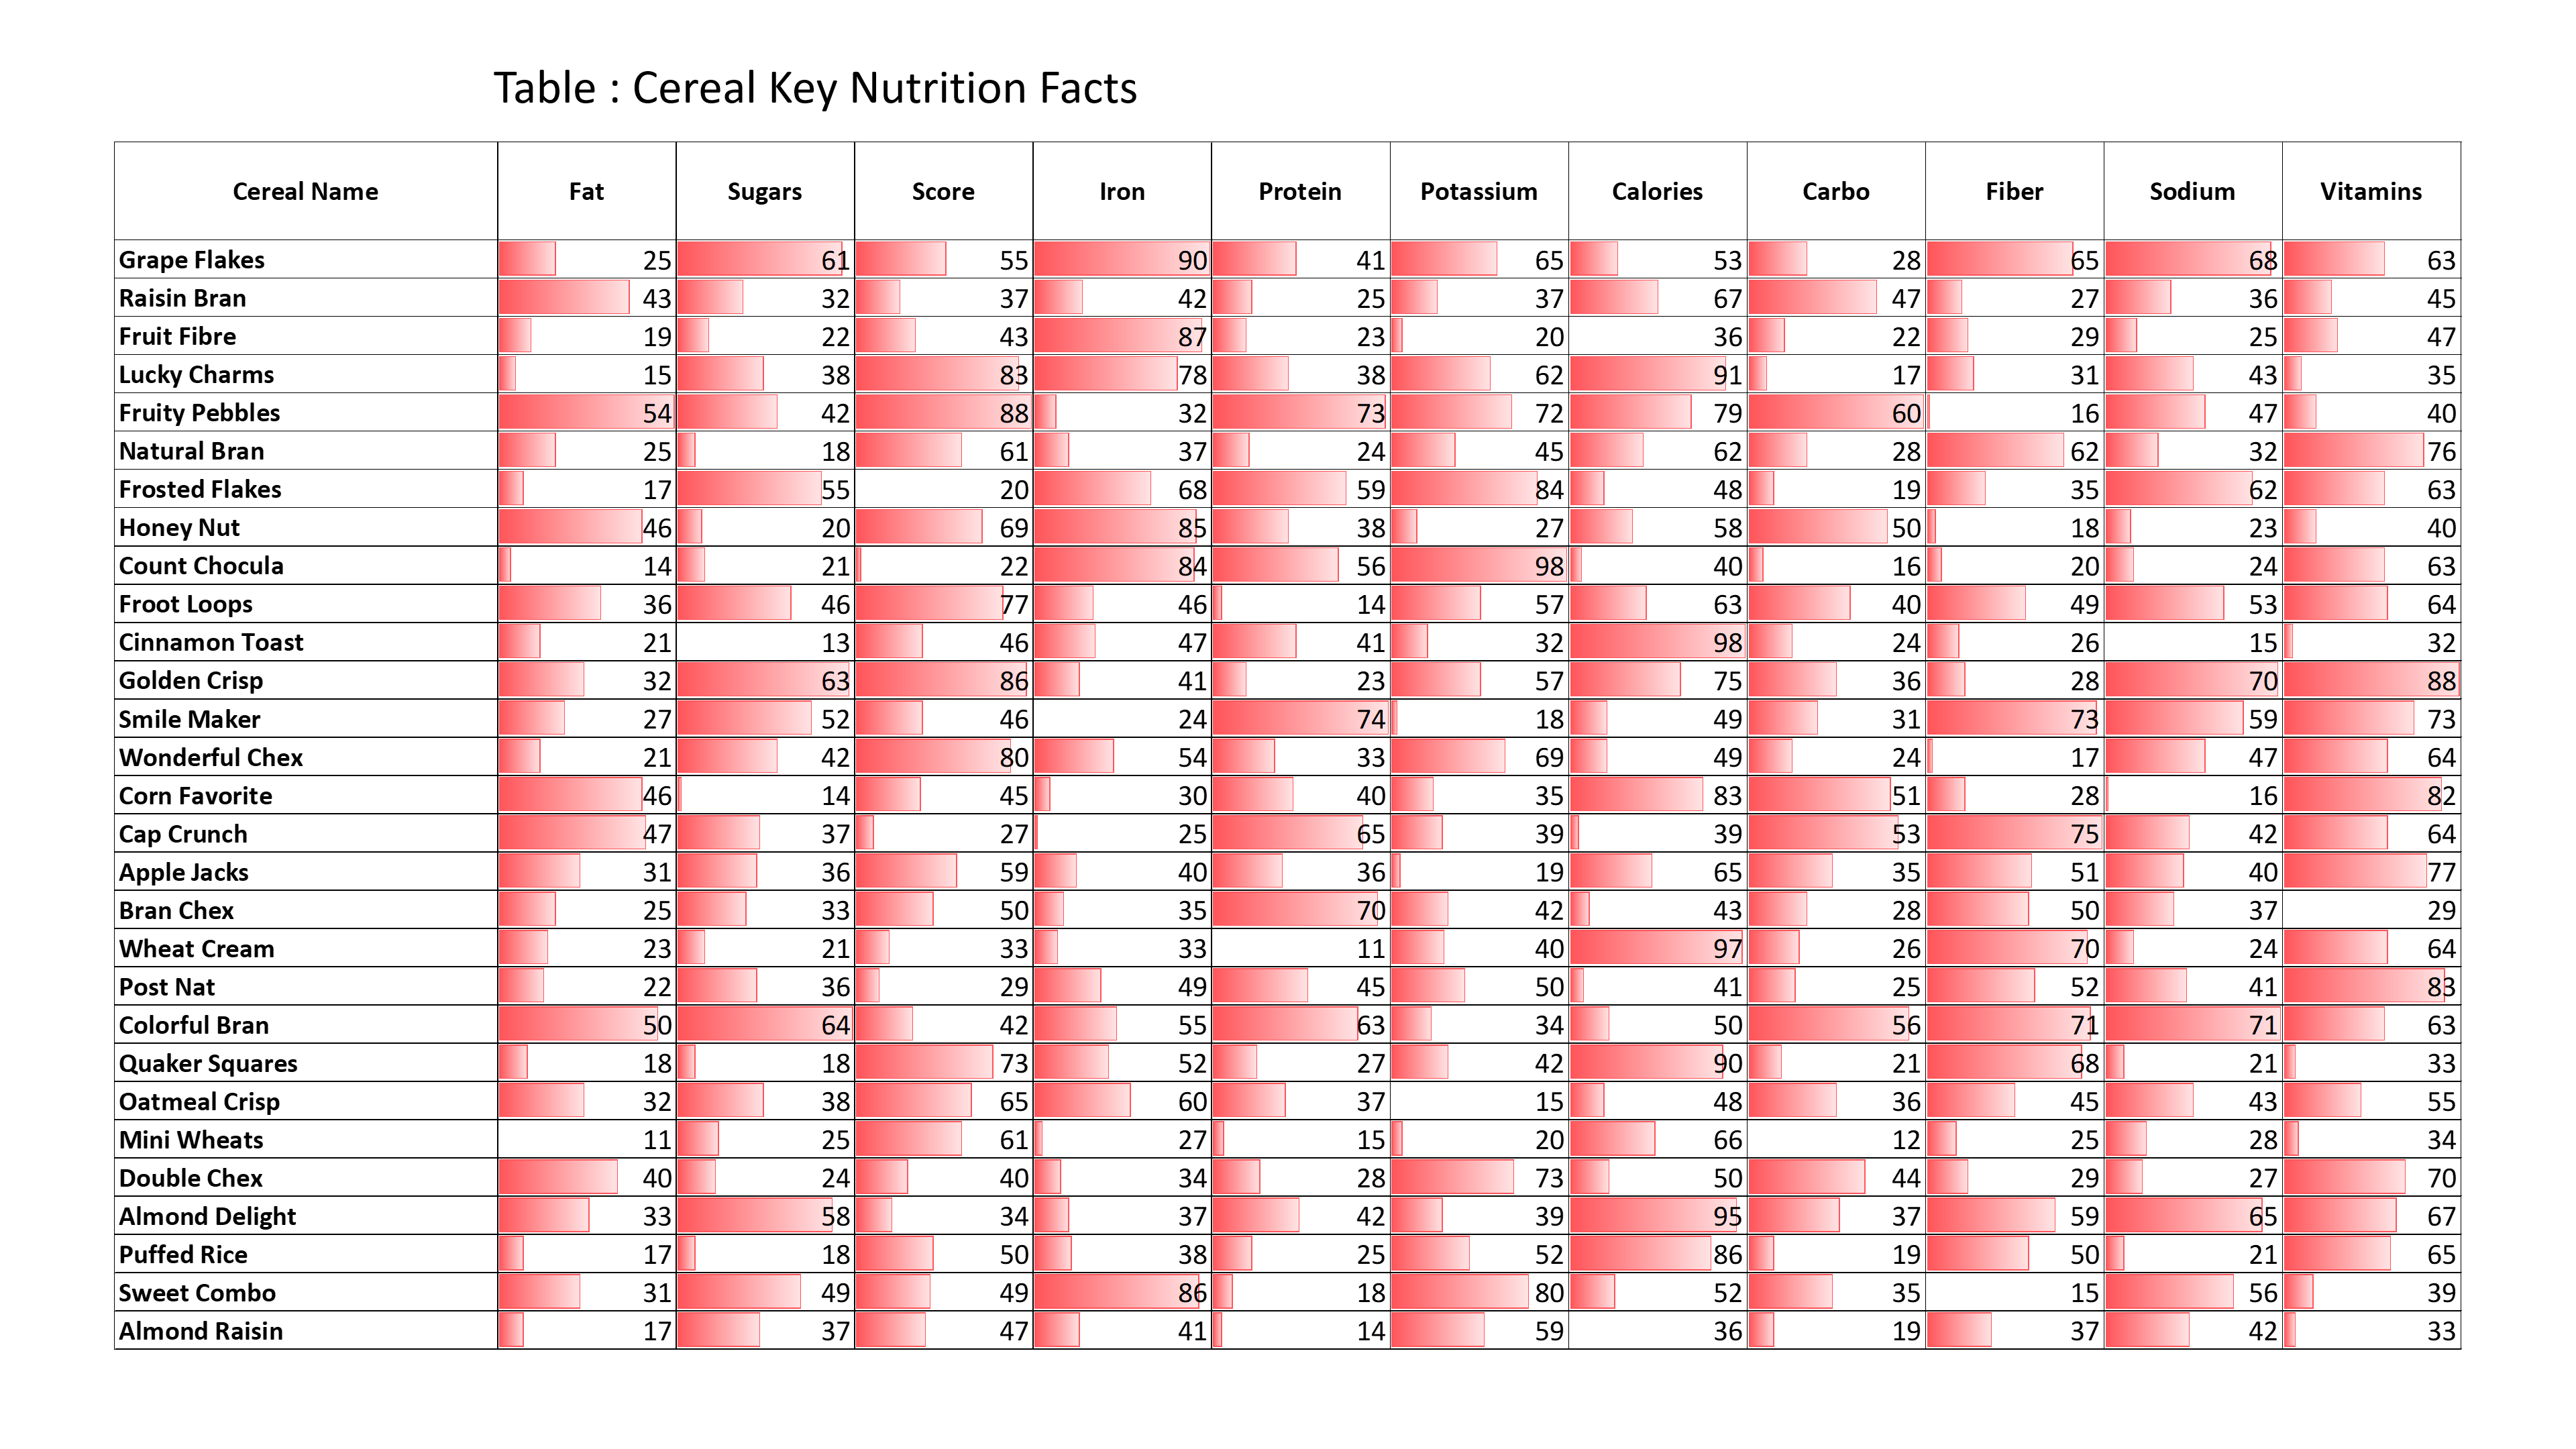 Table : Cereal Key Nutrition Facts
Cereal Name Fat Sugars Score Iron Protein Potassium Calories Carbo Fiber Sodium Vitamins
Grape Flakes 25 61 55 90 41 65 53 28 65 68 63
Raisin Bran 43 32 37 42 25 37 67 47 27 36 45
Fruit Fibre 19 22 43 87 23 20 36 22 29 25 47
Lucky Charms 15 38 83 78 38 62 91 17 31 43 35
Fruity Pebbles 54 42 88 32 73 72 79 60 16 47 40
Natural Bran 25 18 61 37 24 45 62 28 62 32 76
Frosted Flakes 17 55 20 68 59 84 48 19 35 62 63
Honey Nut 46 20 69 85 38 27 58 50 18 23 40
Count Chocula 14 21 22 84 56 98 40 16 20 24 63
Froot Loops 36 46 77 46 14 57 63 40 49 53 64
Cinnamon Toast 21 13 46 47 41 32 98 24 26 15 32
Golden Crisp 32 63 86 41 23 57 75 36 28 70 88
Smile Maker 27 52 46 24 74 18 49 31 73 59 73
Wonderful Chex 21 42 80 54 33 69 49 24 17 47 64
Corn Favorite 46 14 45 30 40 35 83 51 28 16 82
Cap Crunch 47 37 27 25 65 39 39 53 75 42 64
Apple Jacks 31 36 59 40 36 19 65 35 51 40 77
Bran Chex 25 33 50 35 70 42 43 28 50 37 29
Wheat Cream 23 21 33 33 11 40 97 26 70 24 64
Post Nat 22 36 29 49 45 50 41 25 52 41 83
Colorful Bran 50 64 42 55 63 34 50 56 71 71 63
Quaker Squares 18 18 73 52 27 42 90 21 68 21 33
Oatmeal Crisp 32 38 65 60 37 15 48 36 45 43 55
Mini Wheats 11 25 61 27 15 20 66 12 25 28 34
Double Chex 40 24 40 34 28 73 50 44 29 27 70
Almond Delight 33 58 34 37 42 39 95 37 59 65 67
Puffed Rice 17 18 50 38 25 52 86 19 50 21 65
Sweet Combo 31 49 49 86 18 80 52 35 15 56 39
Almond Raisin 17 37 47 41 14 59 36 19 37 42 33